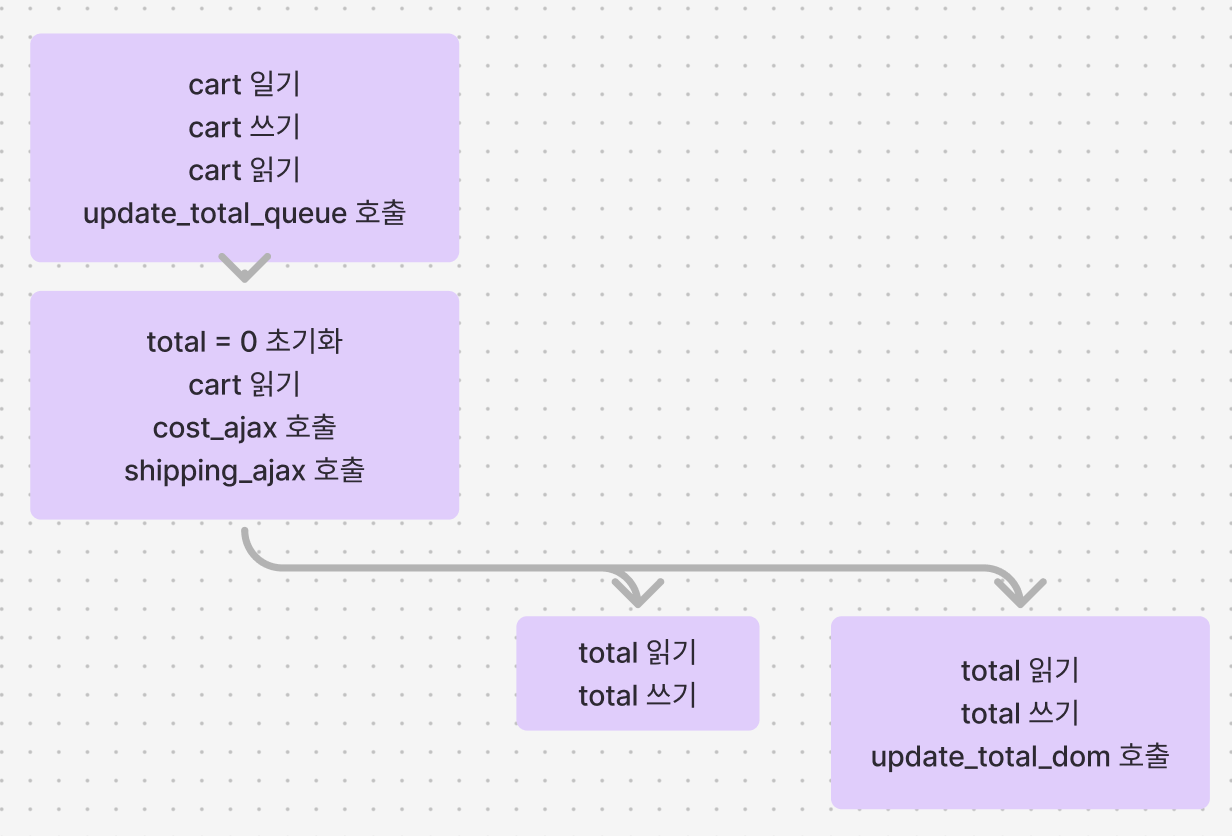 cart 일기
cart 쓰기
cart 읽기
update_total_queue 호출
total = 0 초기화
cart 읽기
cost_ajax 호출
shipping_ajax 호출
total 읽기
total 쓰기
total 읽기
total 쓰기
update_total_dom 호출